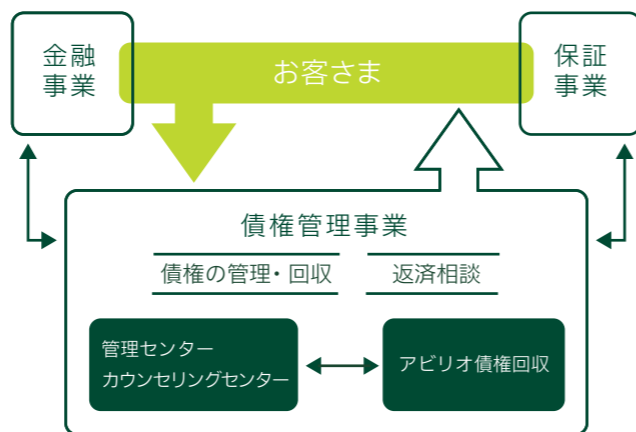 金融
事業
お客さま
保証
事業
債権管理事業
債権の管理・回収
返済相談
管理センター
カウンセリングセンター
アビリオ債権回収